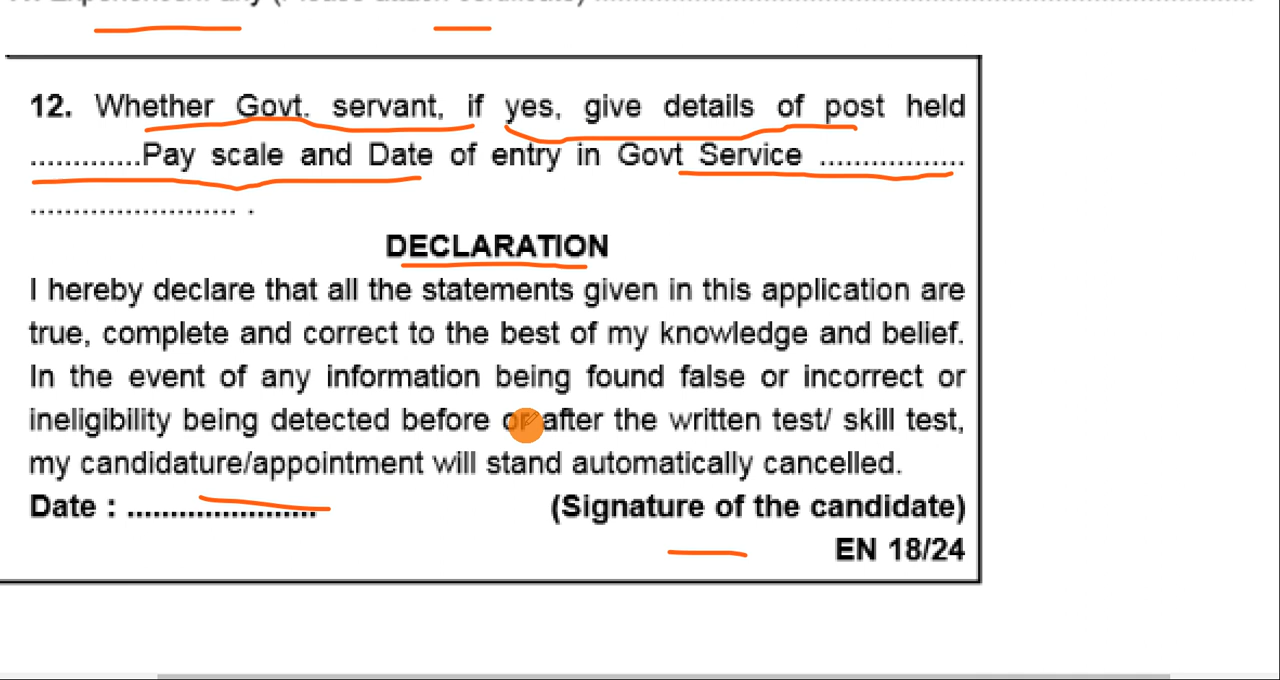 12. Whether Govt. servant, if yes, give details of post held
..............Pay scale and Date of entry in Govt Service .................
........................ .
DECLARATION
I hereby declare that all the statements given in this application are
true, complete and correct to the best of my knowledge and belief.
In the event of any information being found false or incorrect or
ineligibility being detected before or after the written test/ skill test,
my candidature/appointment will stand automatically cancelled.
Date : ...................... (Signature of the candidate)
EN 18/24